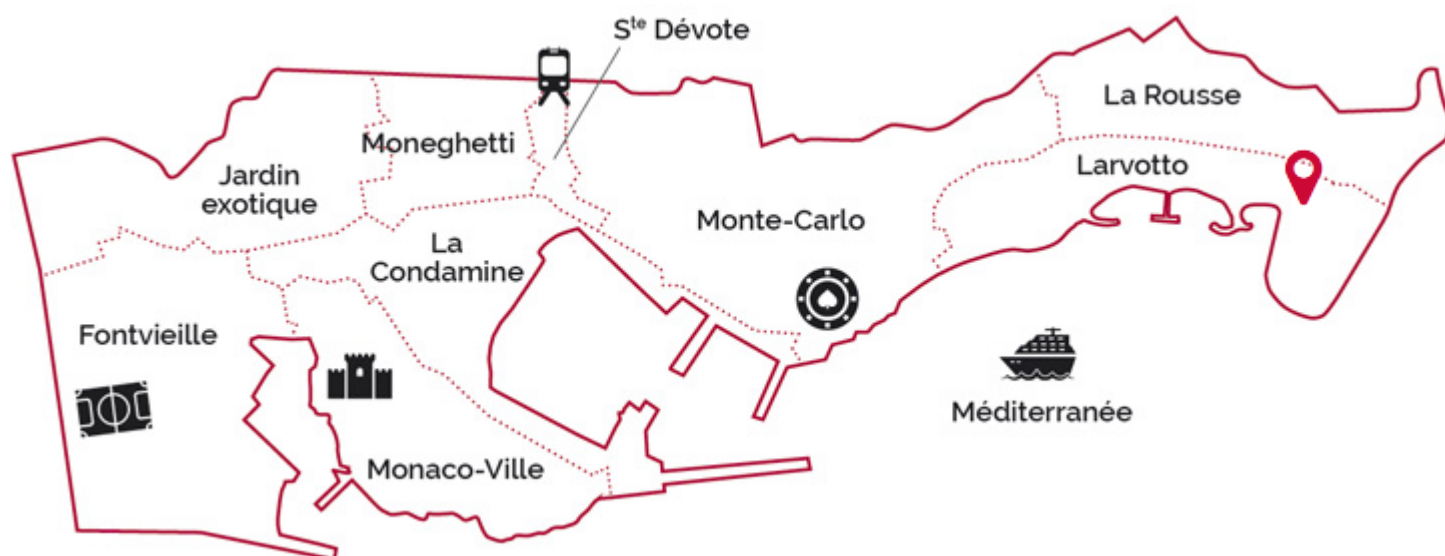 Sᵗᵉ Dévote
La Rousse
Moneghetti
Larvotto
Jardin
exotique
Monte-Carlo
La
Condamine
Fontvieille
Méditerranée
Monaco-Ville